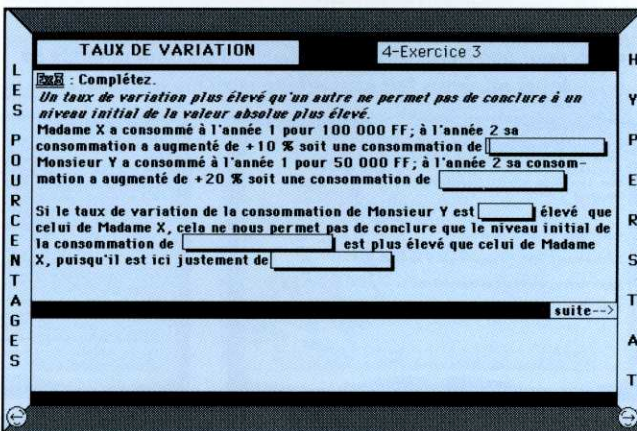 TAUX DE VARIATION
4-Exercice 3
LES POURCENTAGES
Ex3 : Complétez.
Un taux de variation plus élevé qu'un autre ne permet pas de conclure à un
niveau initial de la valeur absolue plus élevé.
Madame X a consommé à l'année 1 pour 100 000 FF; à l'année 2 sa
consommation a augmenté de +10 % soit une consommation de
Monsieur Y a consommé à l'année 1 pour 50 000 FF; à l'année 2 sa consom-
mation a augmenté de +20 % soit une consommation de
Si le taux de variation de la consommation de Monsieur Y est élevé que
celui de Madame X, cela ne nous permet pas de conclure que le niveau initial de
la consommation de est plus élevé que celui de Madame
X, puisqu'il est ici justement de
suite-->
HYPERSTAT